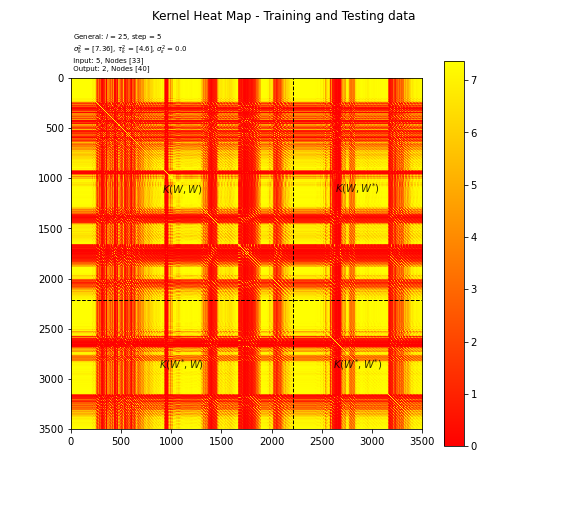 Kernel Heat Map - Training and Testing data
General: l = 25, step = 5
σ²_f = [7.36], τ²_f = [4.6], σ²_ε = 0.0
Input: 5, Nodes [33]
Output: 2, Nodes [40]
0
500
1000
1500
2000
2500
3000
3500
0 500 1000 1500 2000 2500 3000 3500
K(W, W)
K(W, W*)
K(W*, W)
K(W*, W*)
7
6
5
4
3
2
1
0